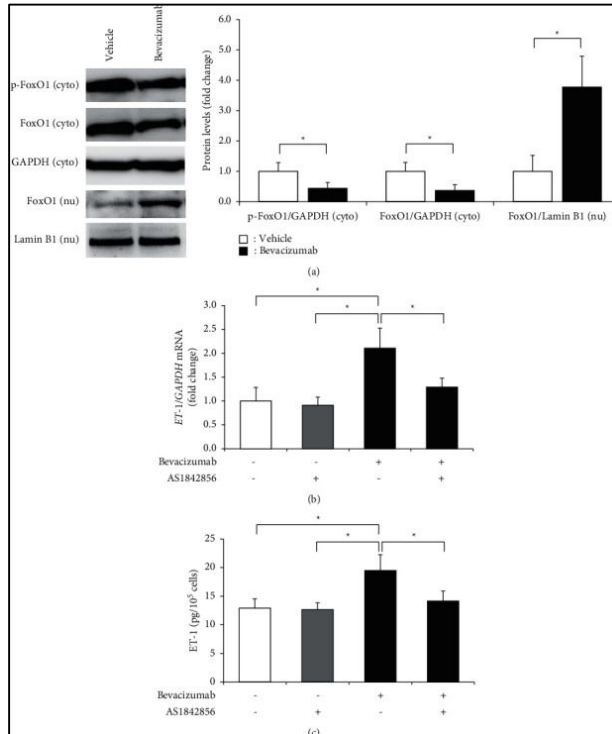 Vehicle
Bevacizumab
p-FoxO1 (cyto)
FoxO1 (cyto)
GAPDH (cyto)
FoxO1 (nu)
Lamin B1 (nu)
Protein levels (fold change)
6.0
5.0
4.0
3.0
2.0
1.0
0.0
*
*
*
p-FoxO1/GAPDH (cyto)
FoxO1/GAPDH (cyto)
FoxO1/Lamin B1 (nu)
: Vehicle
: Bevacizumab
(a)
ET-1/GAPDH mRNA
(fold change)
3.0
2.5
2.0
1.5
1.0
0.5
0.0
*
*
*
Bevacizumab - - + +
AS1842856 - + - +
(b)
ET-1 (pg/10⁵ cells)
30
25
20
15
10
5
0
*
*
*
Bevacizumab - - + +
AS1842856 - + - +
(c)